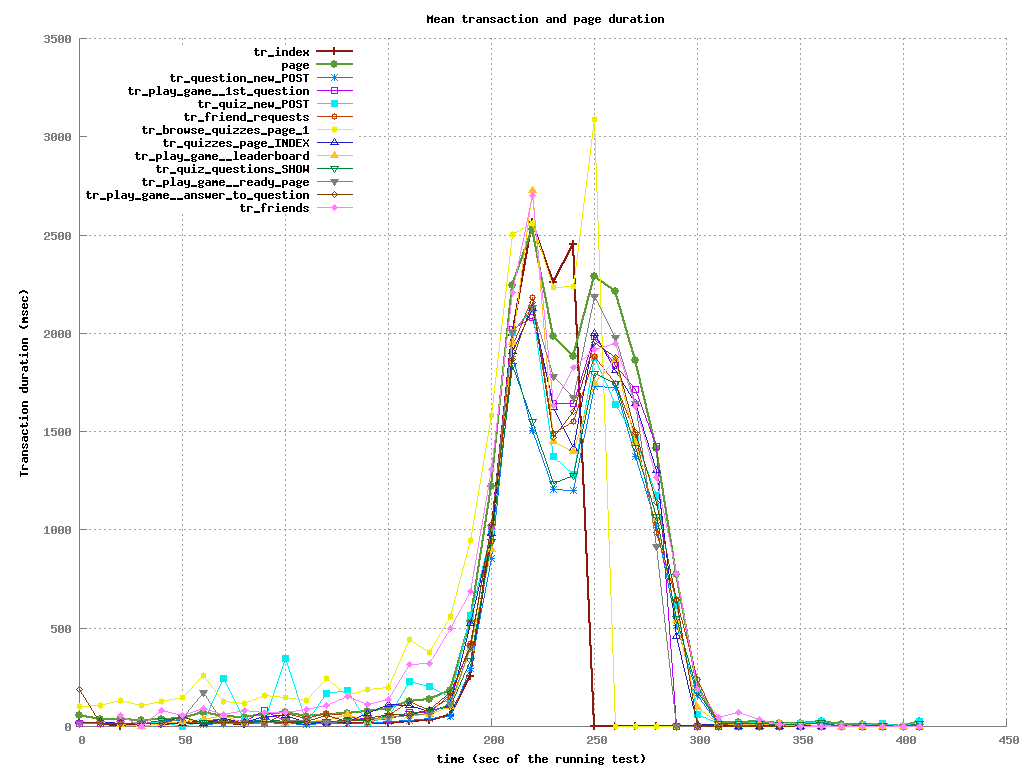 Mean transaction and page duration
3500
3000
2500
2000
1500
1000
500
0
Transaction duration (msec)
tr_index
page
tr_question_new_POST
tr_play_game__1st_question
tr_quiz_new_POST
tr_friend_requests
tr_browse_quizzes_page_1
tr_quizzes_page_INDEX
tr_play_game__leaderboard
tr_quiz_questions_SHOW
tr_play_game__ready_page
tr_play_game__answer_to_question
tr_friends
0 50 100 150 200 250 300 350 400 450
time (sec of the running test)